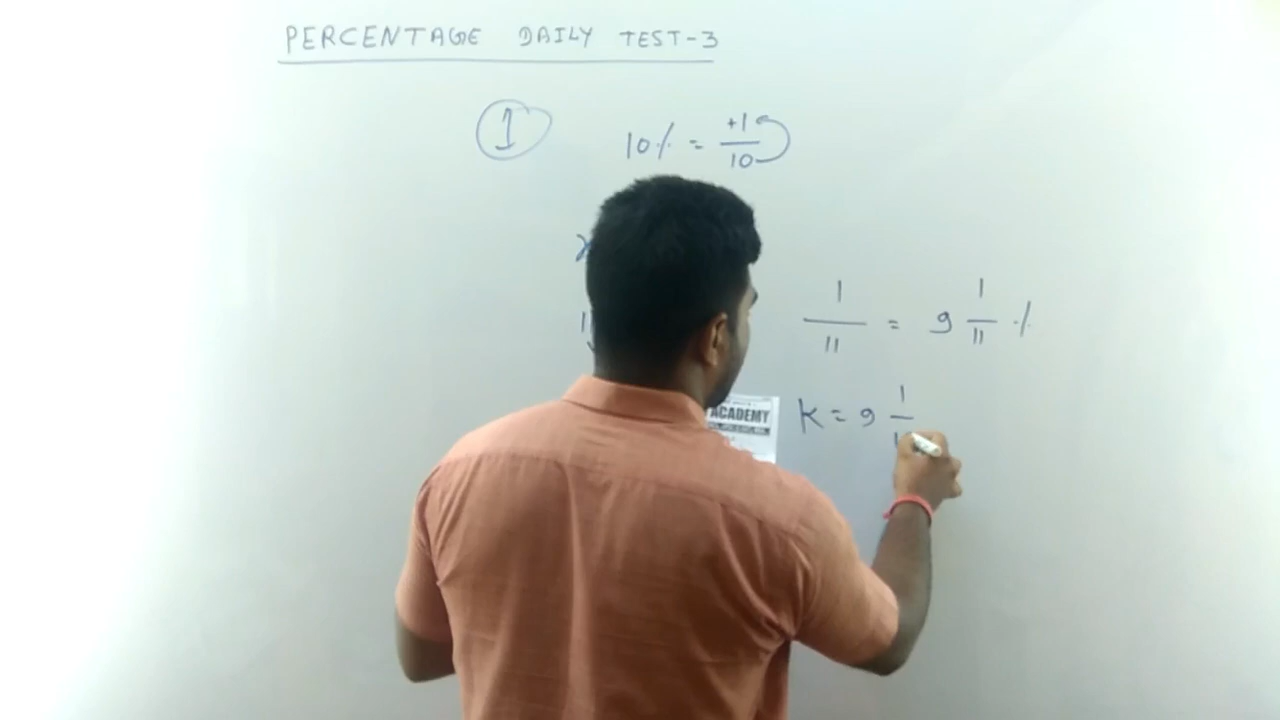 PERCENTAGE DAILY TEST-3
1
10% = +1/10
1/11 = 9 1/11 %
K = 9 1/
ACADEMY